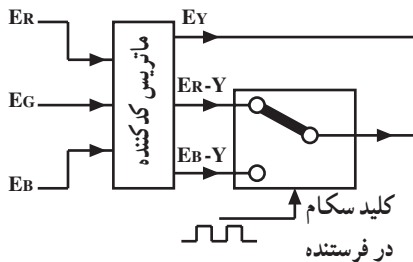 ER
EG
EB
ماتریس کدکننده
EY
ER-Y
EB-Y
کلید سکام
در فرستنده